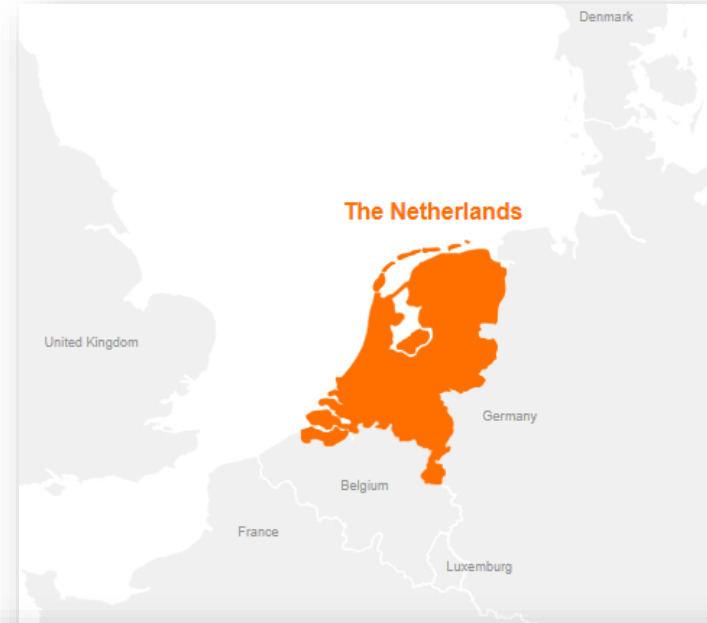 Denmark
The Netherlands
United Kingdom
Germany
Belgium
France
Luxemburg